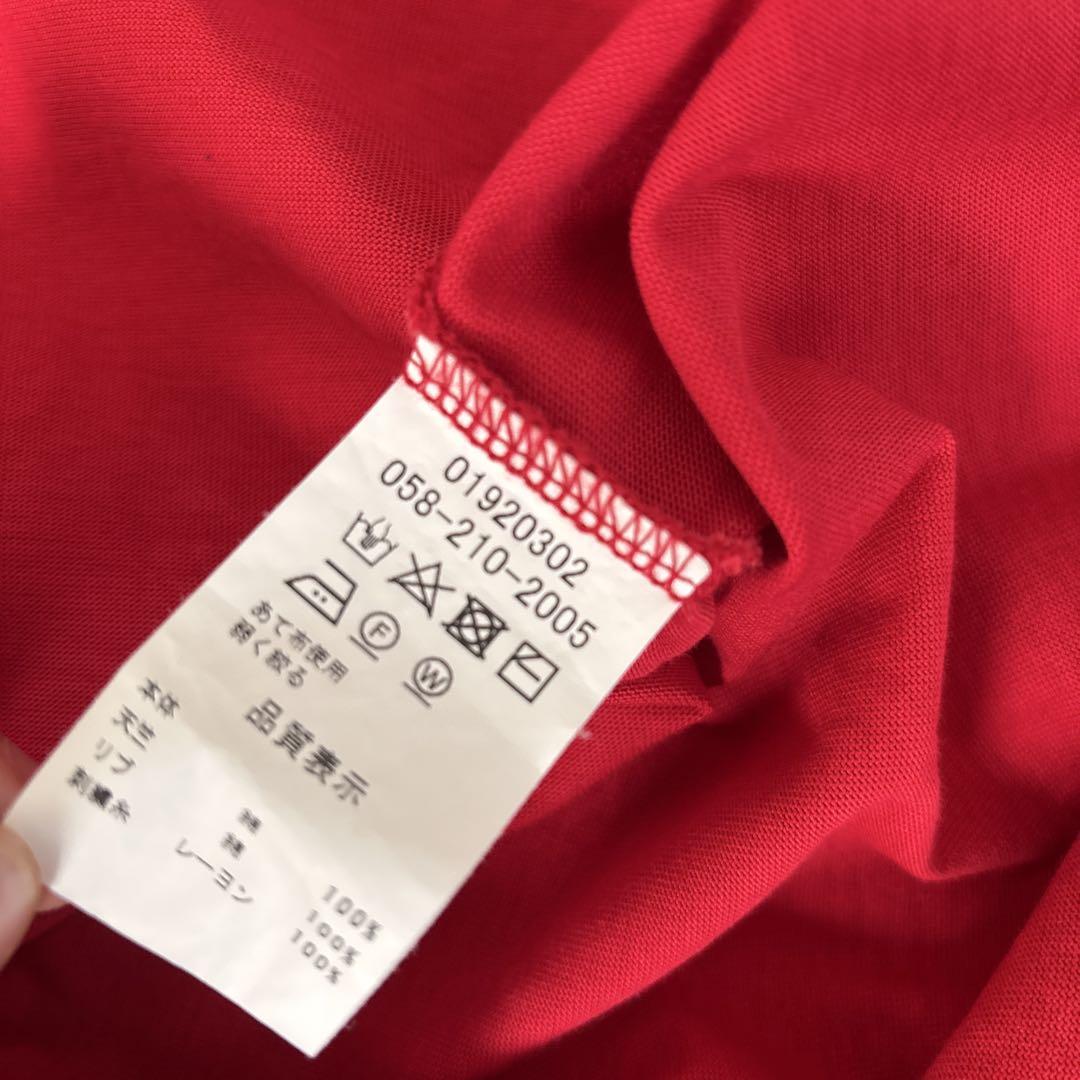 01920302
058-210-2005
F
W
あて布使用
弱く絞る
品質表示
本体
天竺 綿 100%
リブ 綿 100%
刺繍糸 レーヨン 100%